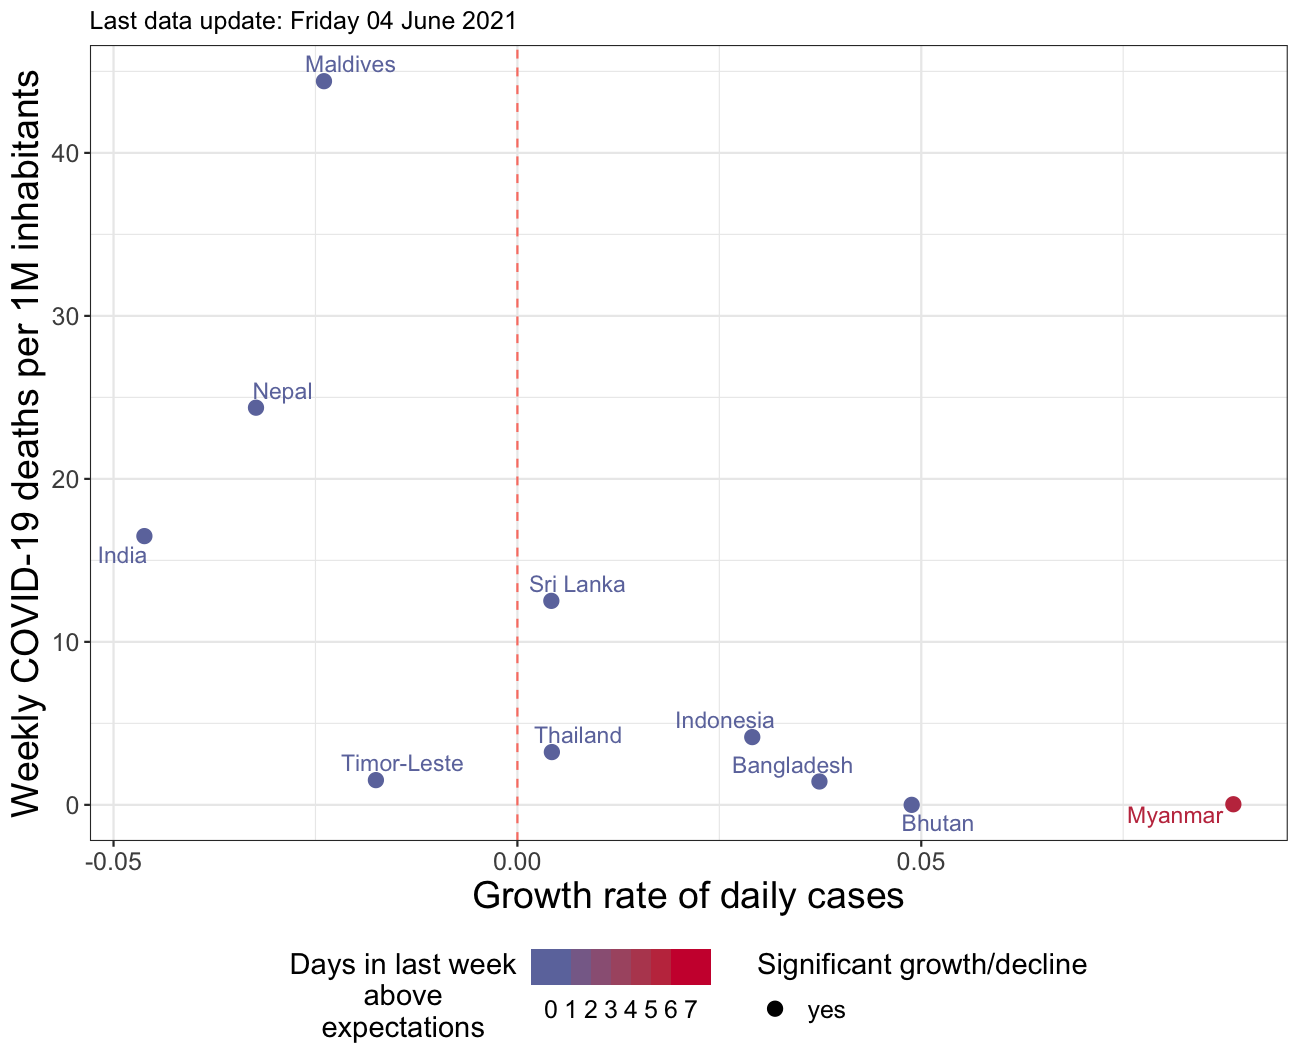 Last data update: Friday 04 June 2021
Weekly COVID-19 deaths per 1M inhabitants
40
30
20
10
0
Maldives
Nepal
India
Sri Lanka
Indonesia
Thailand
Timor-Leste
Bangladesh
Myanmar
Bhutan
-0.05 0.00 0.05
Growth rate of daily cases
Days in last week
above
expectations
0 1 2 3 4 5 6 7
Significant growth/decline
yes